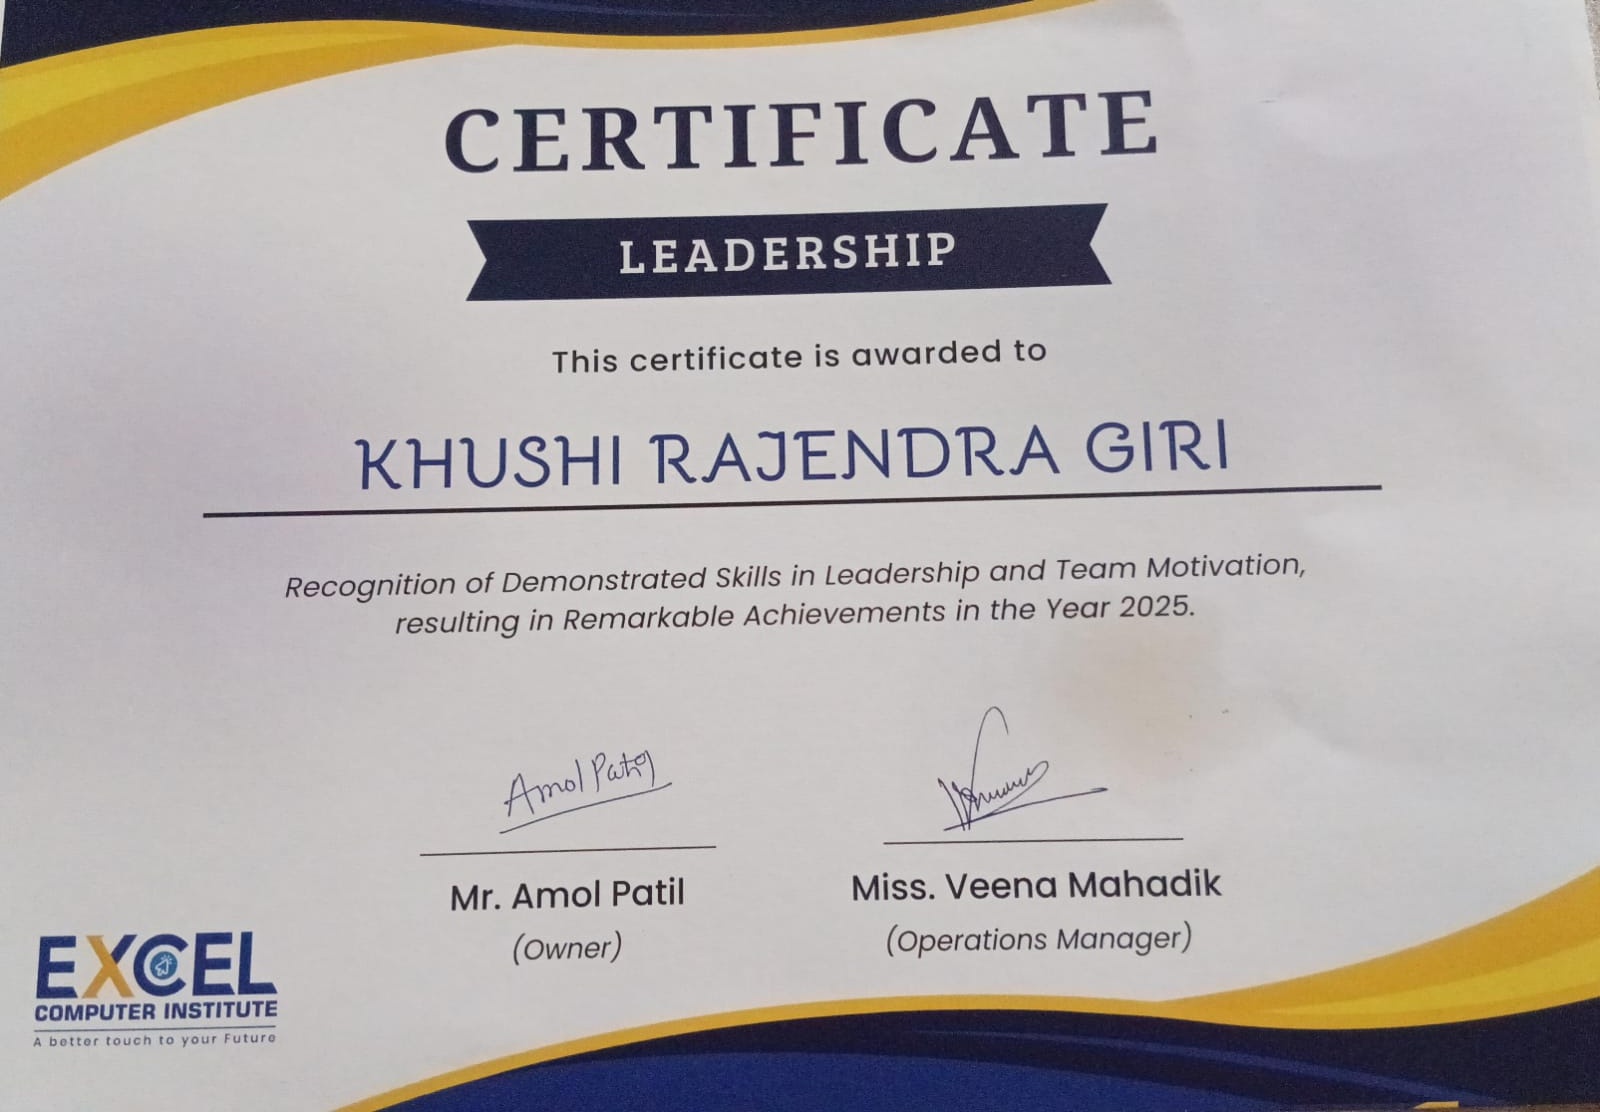 CERTIFICATE
LEADERSHIP
This certificate is awarded to
KHUSHI RAJENDRA GIRI
Recognition of Demonstrated Skills in Leadership and Team Motivation,
resulting in Remarkable Achievements in the Year 2025.
Amol Patil
Mr. Amol Patil
(Owner)
Miss. Veena Mahadik
(Operations Manager)
EXCEL
COMPUTER INSTITUTE
A better touch to your Future